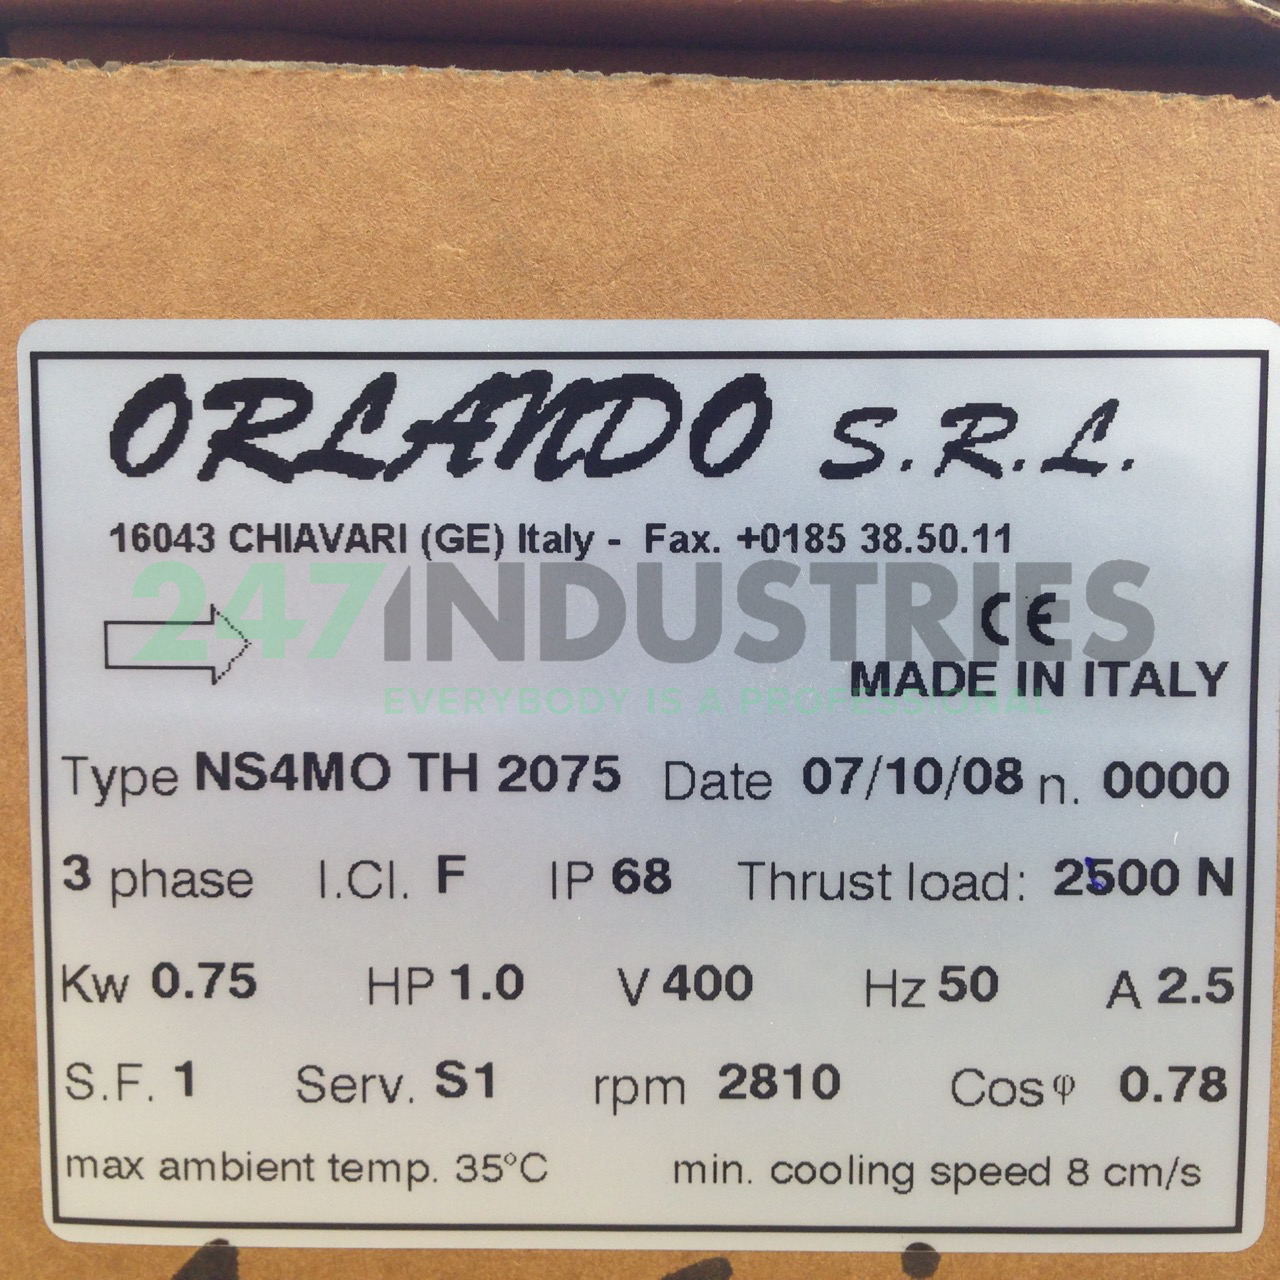 ORLANDO S.R.L.
16043 CHIAVARI (GE) Italy - Fax. +0185 38.50.11
247INDUSTRIES
CE
MADE IN ITALY
EVERYBODY IS A PROFESSIONAL
Type NS4MO TH 2075 Date 07/10/08 n. 0000
3 phase I.Cl. F IP 68 Thrust load: 2500 N
Kw 0.75 HP 1.0 V 400 Hz 50 A 2.5
S.F. 1 Serv. S1 rpm 2810 Cos φ 0.78
max ambient temp. 35°C min. cooling speed 8 cm/s